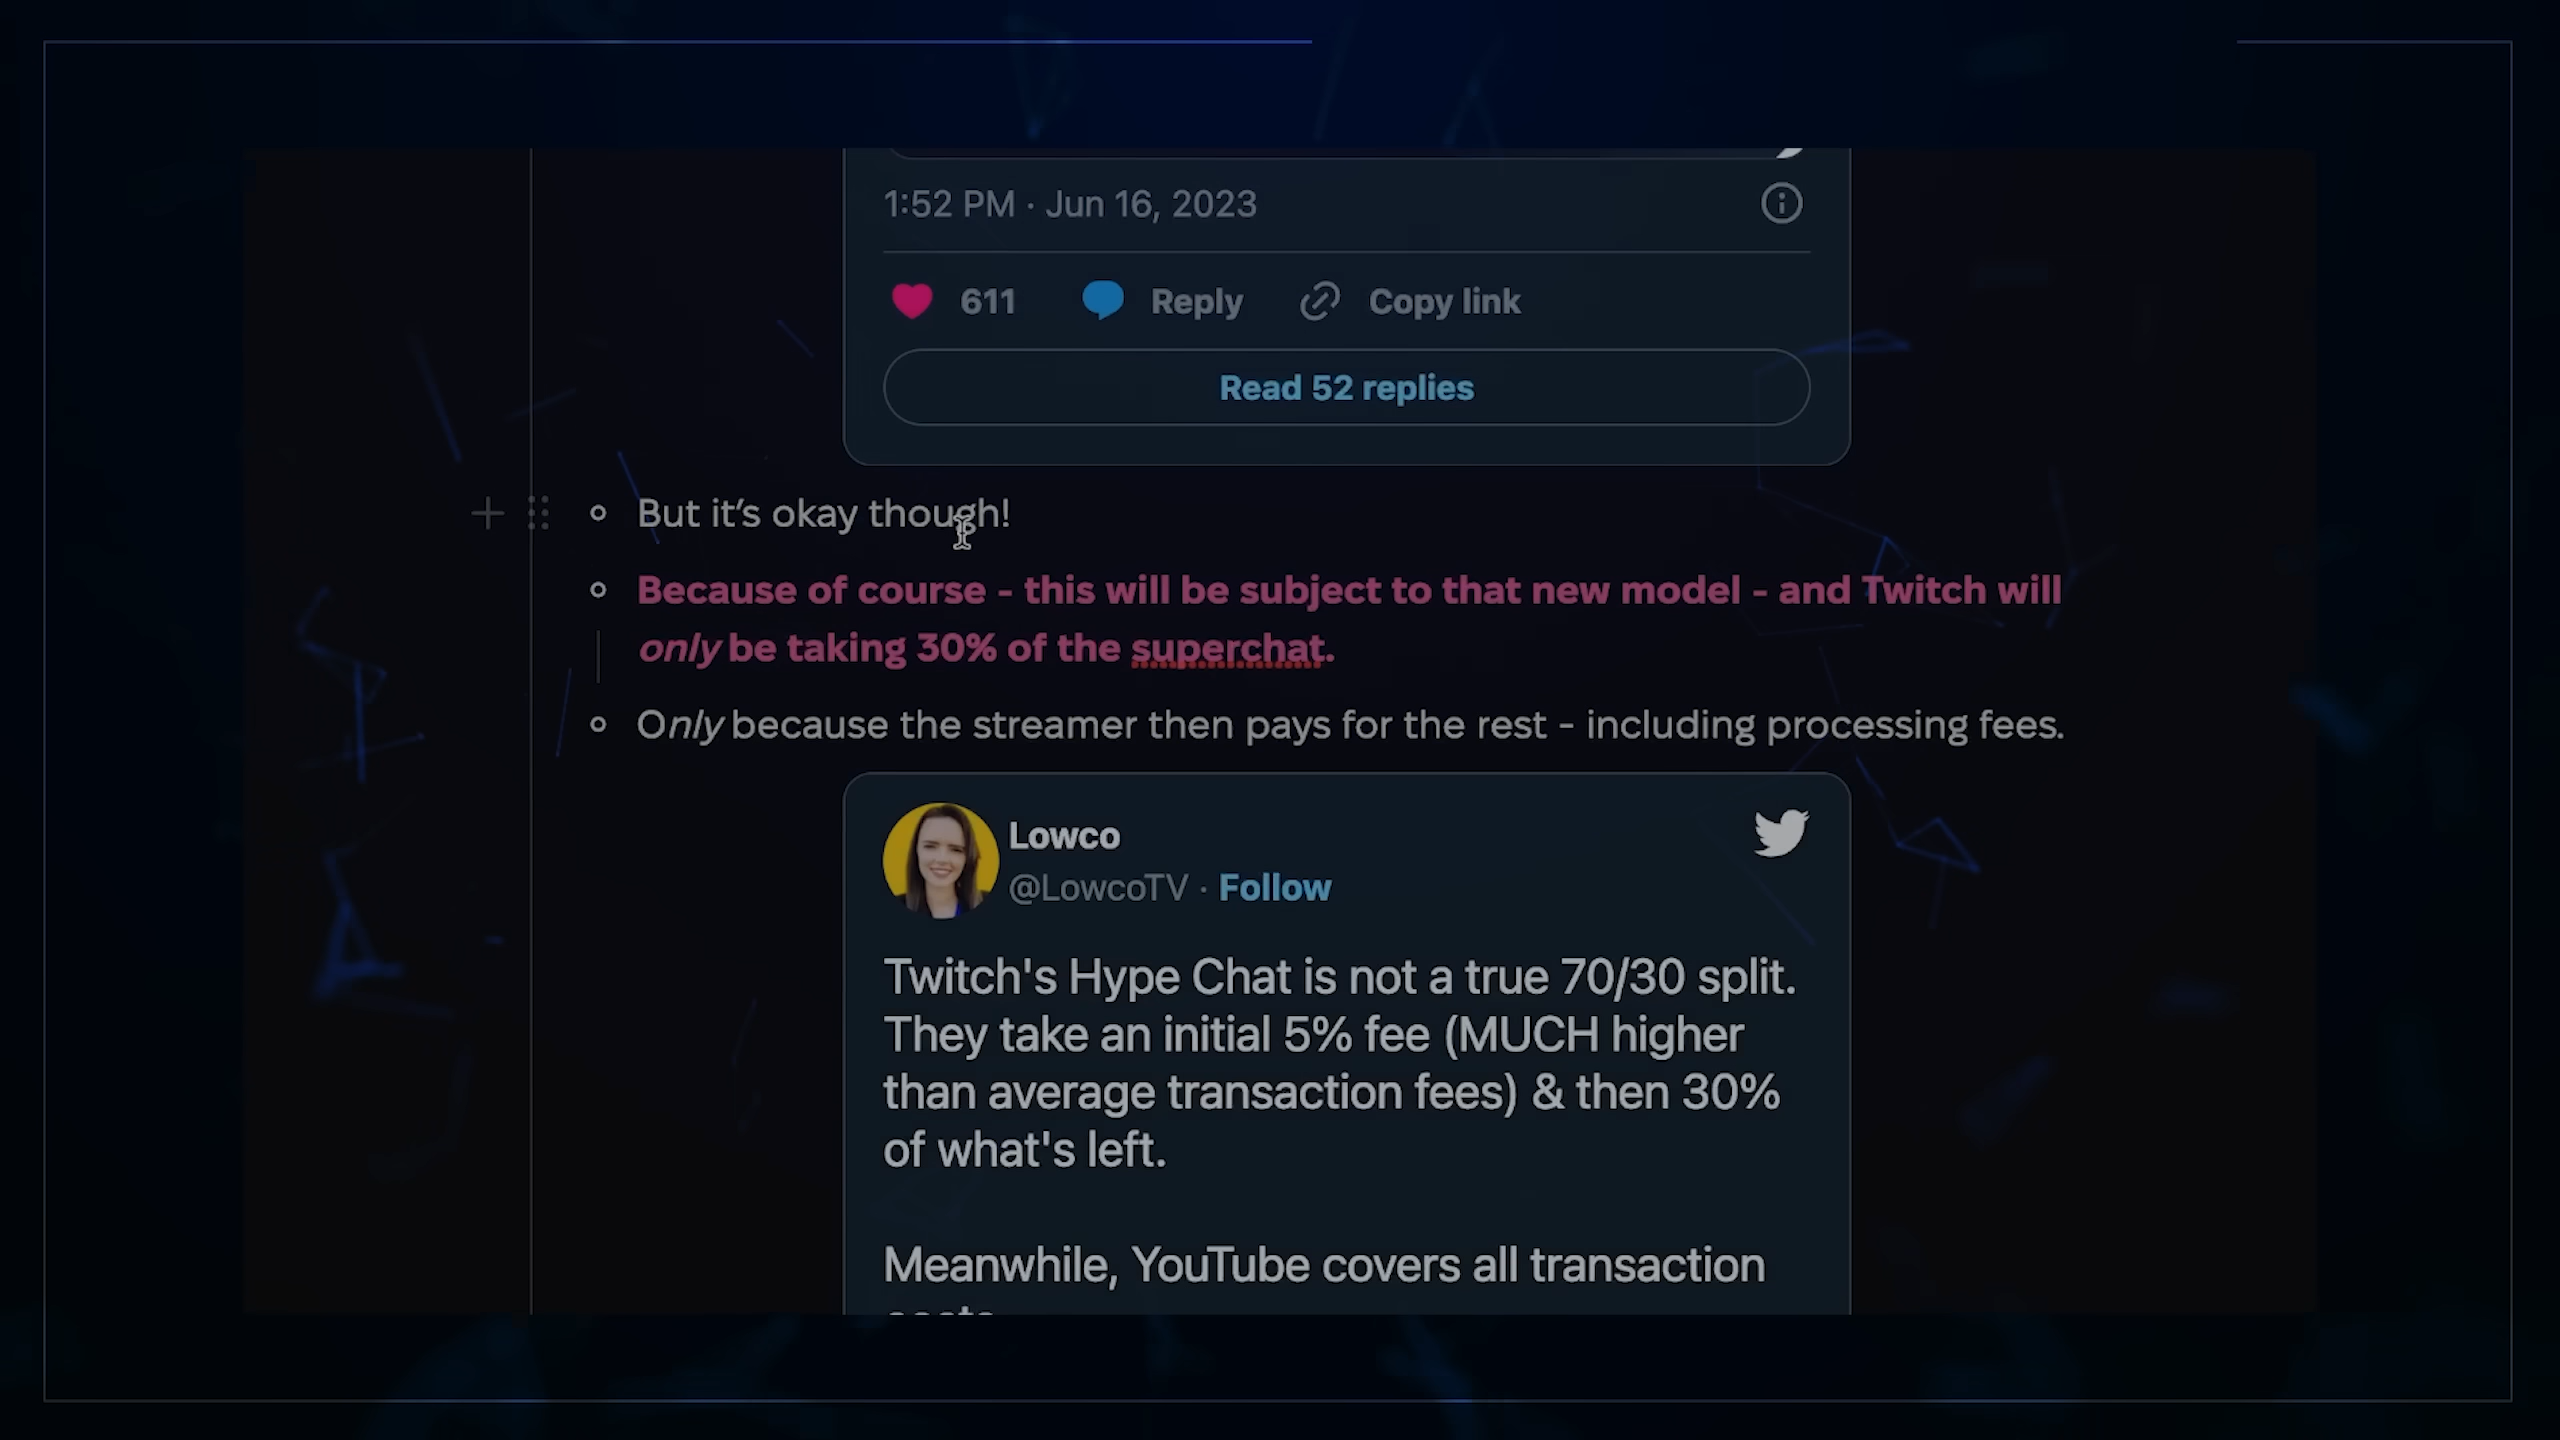 1:52 PM · Jun 16, 2023
611 Reply Copy link
Read 52 replies
But it's okay though!
Because of course - this will be subject to that new model - and Twitch will
only be taking 30% of the superchat.
Only because the streamer then pays for the rest - including processing fees.
Lowco
@LowcoTV · Follow
Twitch's Hype Chat is not a true 70/30 split.
They take an initial 5% fee (MUCH higher
than average transaction fees) & then 30%
of what's left.
Meanwhile, YouTube covers all transaction